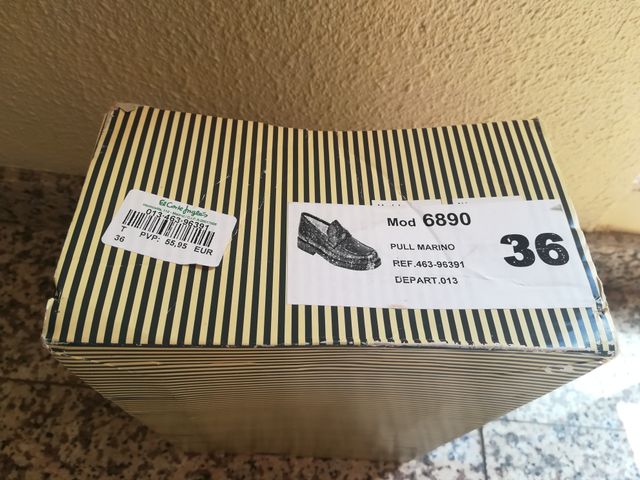 El Corte Inglés
013-463-96391
T
36
PVP: 55,95 EUR
Mod 6890
PULL MARINO
REF.463-96391
DEPART.013
36